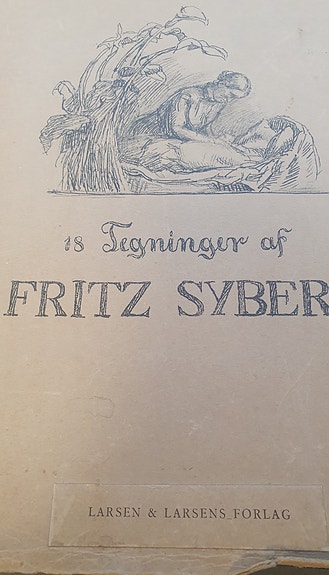 18 Tegninger af
FRITZ SYBER
LARSEN & LARSENS FORLAG